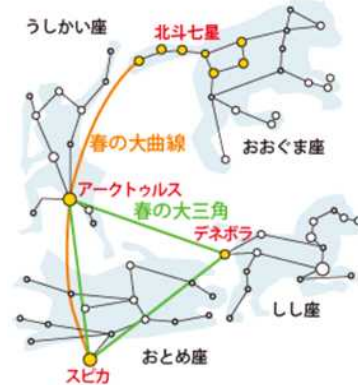 うしかい座
北斗七星
春の大曲線
おおぐま座
アークトゥルス
春の大三角
デネボラ
しし座
おとめ座
スピカ